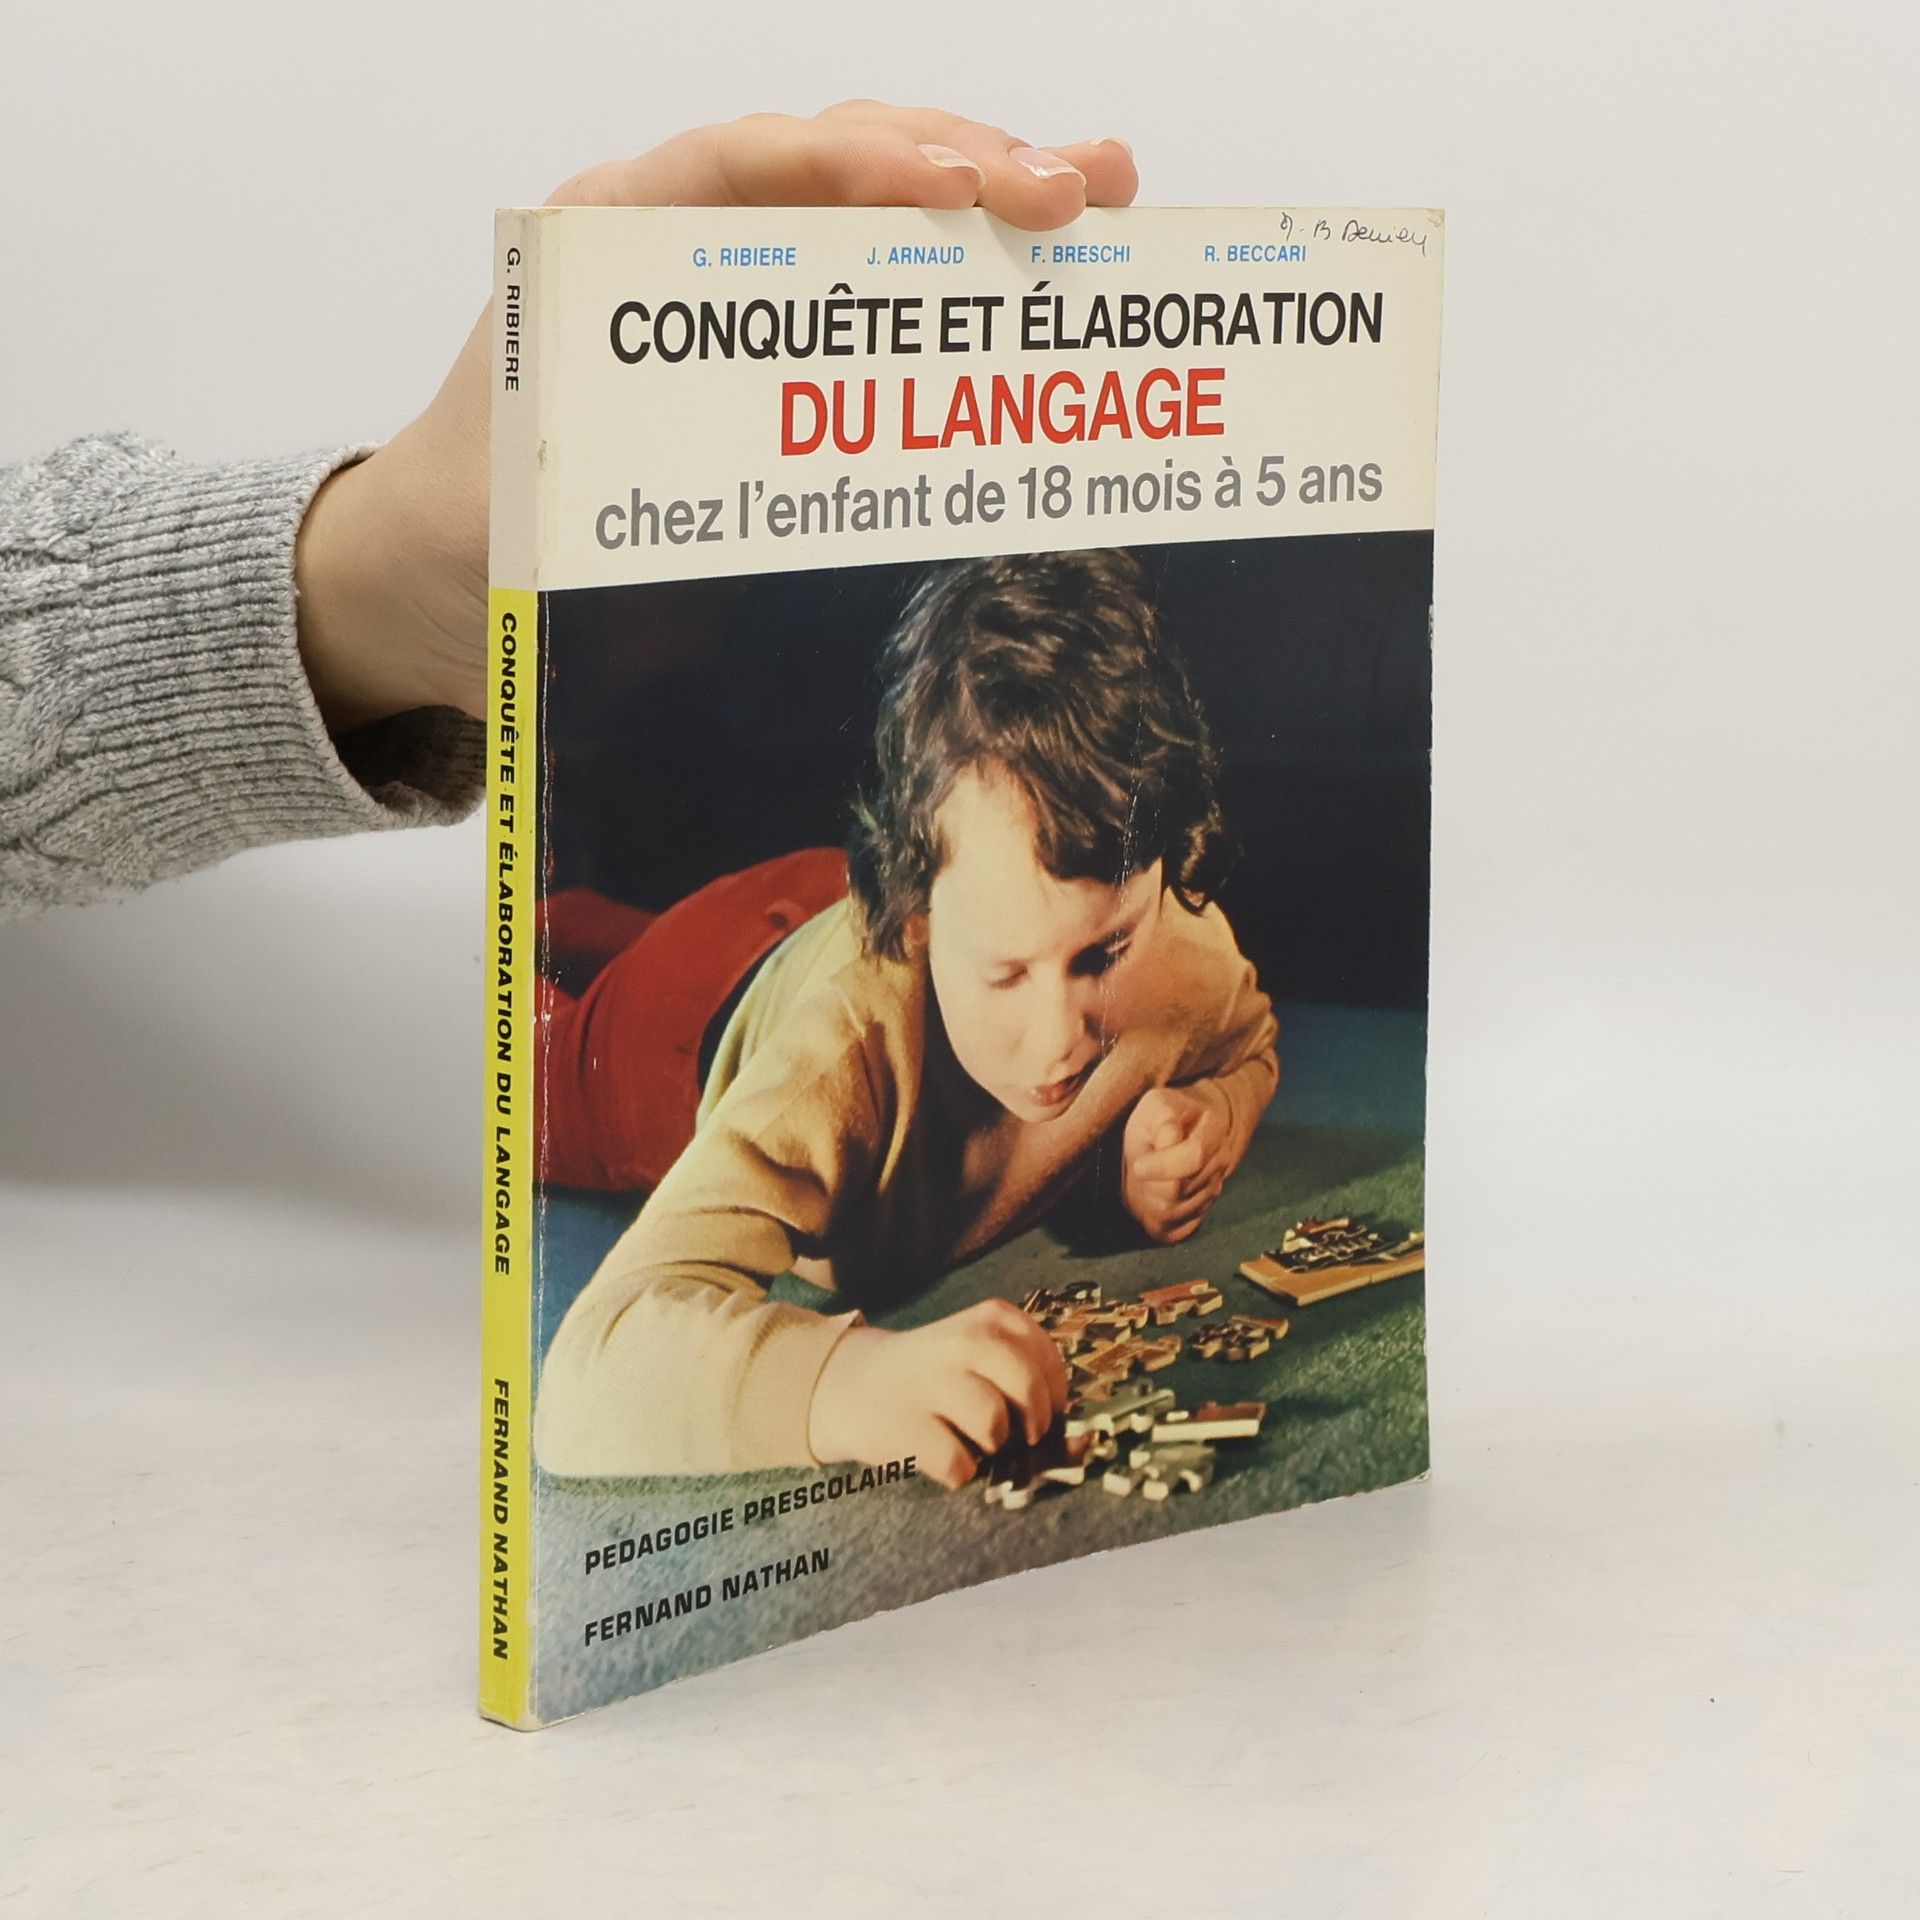 G. RIBIERE J. ARNAUD F. BRESCHI R. BECCARI
CONQUÊTE ET ÉLABORATION
DU LANGAGE
chez l'enfant de 18 mois à 5 ans
PEDAGOGIE PRESCOLAIRE
FERNAND NATHAN
G. RIBIERE CONQUÊTE ET ÉLABORATION DU LANGAGE FERNAND NATHAN